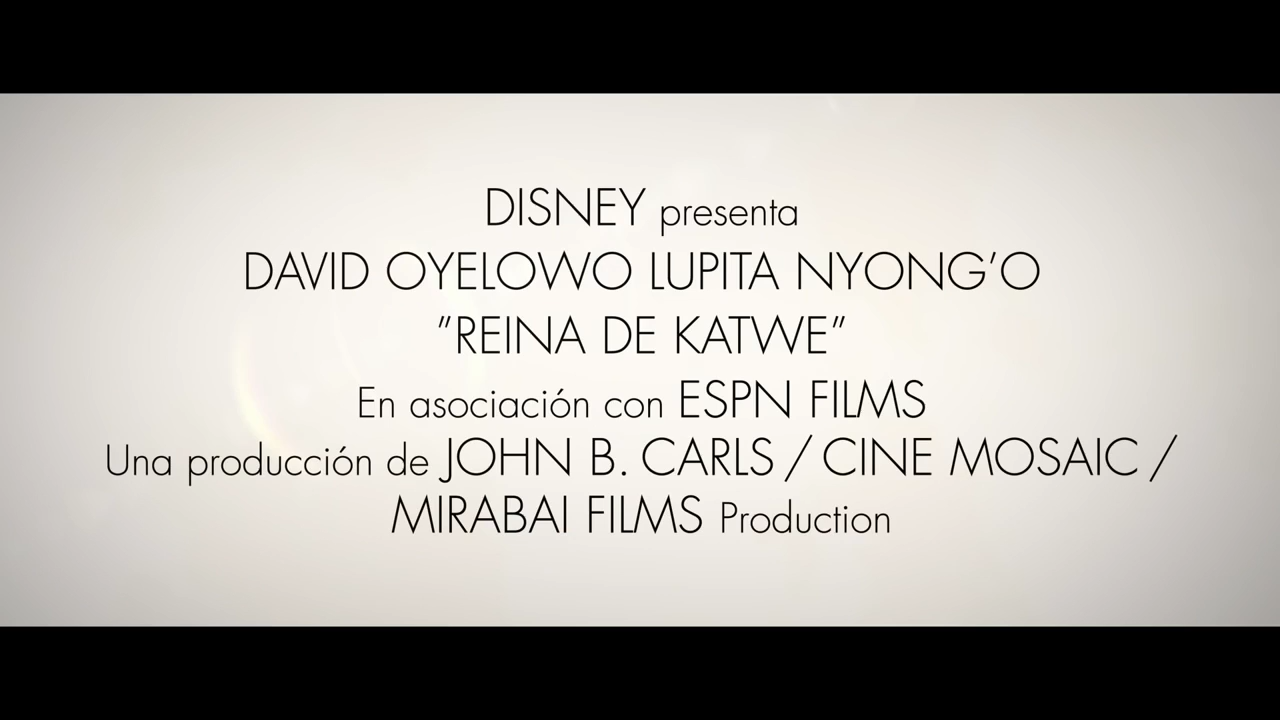 DISNEY presenta
DAVID OYELOWO LUPITA NYONG’O
”REINA DE KATWE”
En asociación con ESPN FILMS
Una producción de JOHN B. CARLS / CINE MOSAIC /
MIRABAI FILMS Production